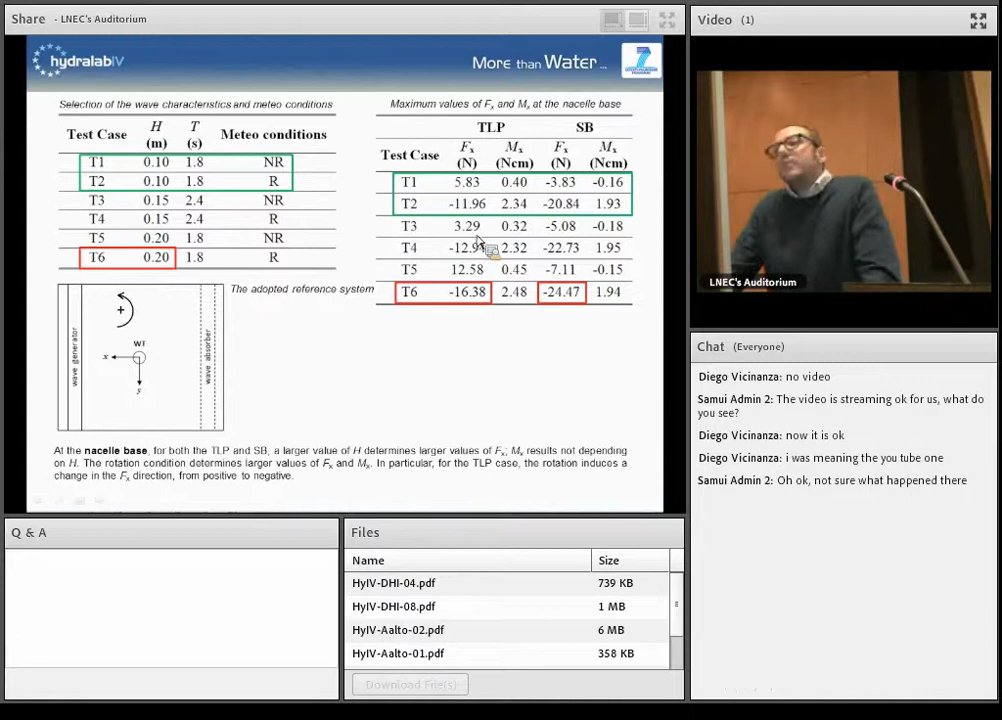 Share - LNEC's Auditorium
hydralabIV
More than Water...
7
Selection of the wave characteristics and meteo conditions
Test Case H (m) T (s) Meteo conditions
T1 0.10 1.8 NR
T2 0.10 1.8 R
T3 0.15 2.4 NR
T4 0.15 2.4 R
T5 0.20 1.8 NR
T6 0.20 1.8 R
Maximum values of Fx and Mx at the nacelle base
TLP SB
Test Case Fx (N) Mx (Ncm) Fx (N) Mx (Ncm)
T1 5.83 0.40 -3.83 -0.16
T2 -11.96 2.34 -20.84 1.93
T3 3.29 0.32 -5.08 -0.18
T4 2.32 -22.73 1.95
T5 12.58 0.45 -7.11 -0.15
T6 -16.38 2.48 -24.47 1.94
The adopted reference system
wave generator
+
WT
x
y
wave absorber
At the nacelle base, for both the TLP and SB, a larger value of H determines larger values of Fx; Mx results not depending
on H. The rotation condition determines larger values of Fx and Mx. In particular, for the TLP case, the rotation induces a
change in the Fx direction, from positive to negative.
Video (1)
LNEC's Auditorium
Chat (Everyone)
Diego Vicinanza: no video
Samui Admin 2: The video is streaming ok for us, what do
you see?
Diego Vicinanza: now it is ok
Diego Vicinanza: i was meaning the you tube one
Samui Admin 2: Oh ok, not sure what happened there
Q & A
Files
Name Size
HyIV-DHI-04.pdf 739 KB
HyIV-DHI-08.pdf 1 MB
HyIV-Aalto-02.pdf 6 MB
HyIV-Aalto-01.pdf 358 KB
Download File(s)